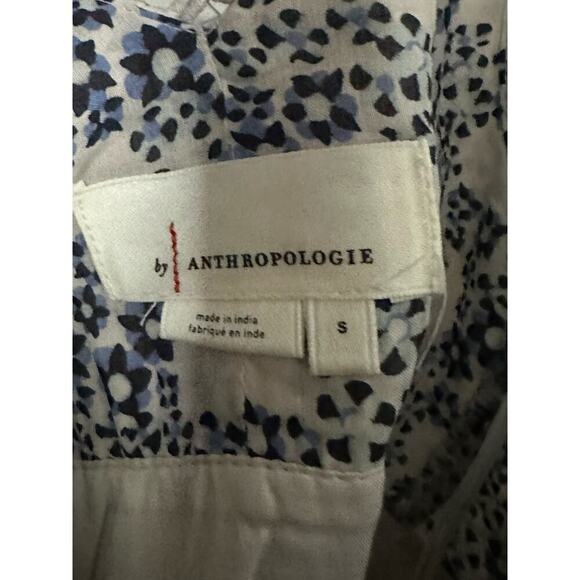 by ANTHROPOLOGIE
made in india
fabriqué en inde
S